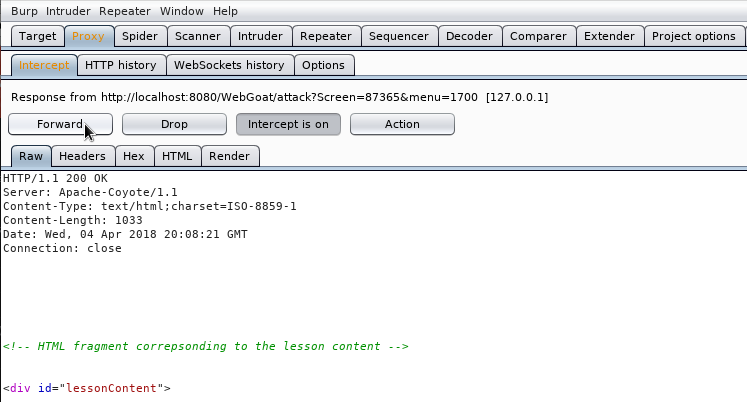 Burp Intruder Repeater Window Help
Target Proxy Spider Scanner Intruder Repeater Sequencer Decoder Comparer Extender Project options
Intercept HTTP history WebSockets history Options
Response from http://localhost:8080/WebGoat/attack?Screen=87365&menu=1700 [127.0.0.1]
Forward Drop Intercept is on Action
Raw Headers Hex HTML Render
HTTP/1.1 200 OK
Server: Apache-Coyote/1.1
Content-Type: text/html;charset=ISO-8859-1
Content-Length: 1033
Date: Wed, 04 Apr 2018 20:08:21 GMT
Connection: close
<!-- HTML fragment correpsonding to the lesson content -->
<div id="lessonContent">